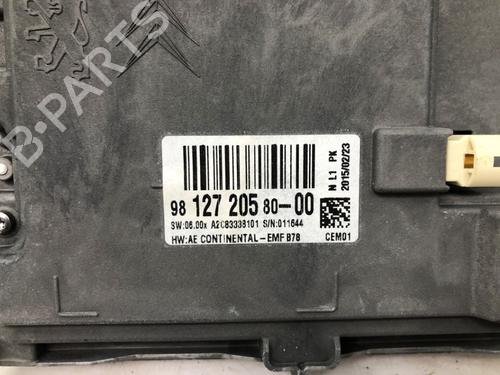 B-PARTS
N L1 PK
2015/02/23
98 127 205 80-00
SW:06.00x A2C83338101 S/N:011644
HW:AE CONTINENTAL-EMF B78 CEM01